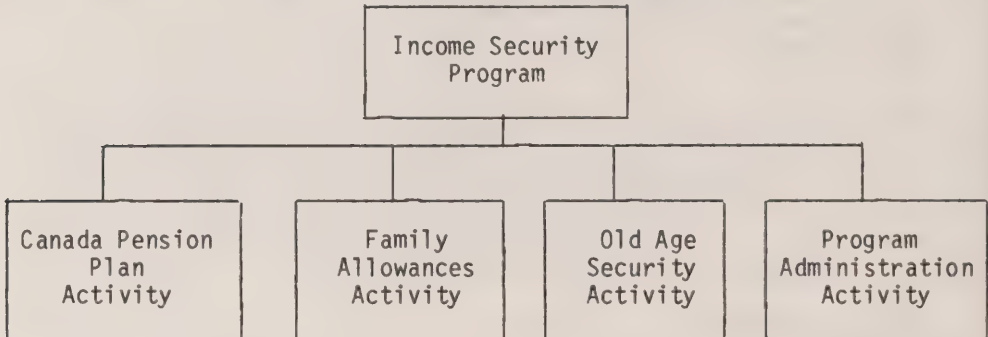 Income Security
Program
Canada Pension
Plan
Activity
Family
Allowances
Activity
Old Age
Security
Activity
Program
Administration
Activity